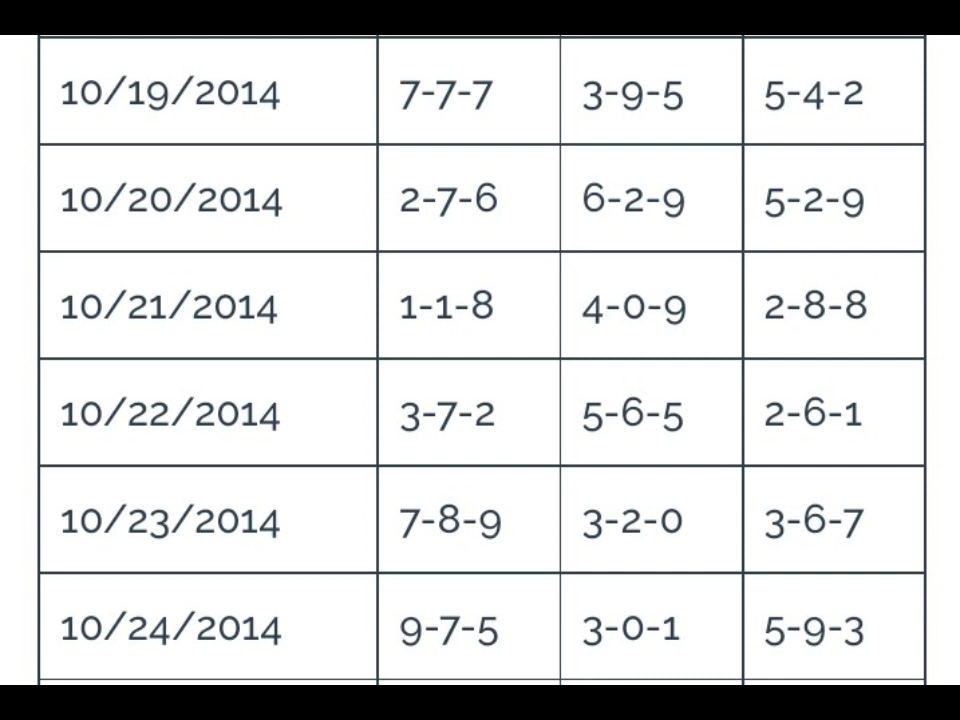 10/19/2014 7-7-7 3-9-5 5-4-2
10/20/2014 2-7-6 6-2-9 5-2-9
10/21/2014 1-1-8 4-0-9 2-8-8
10/22/2014 3-7-2 5-6-5 2-6-1
10/23/2014 7-8-9 3-2-0 3-6-7
10/24/2014 9-7-5 3-0-1 5-9-3